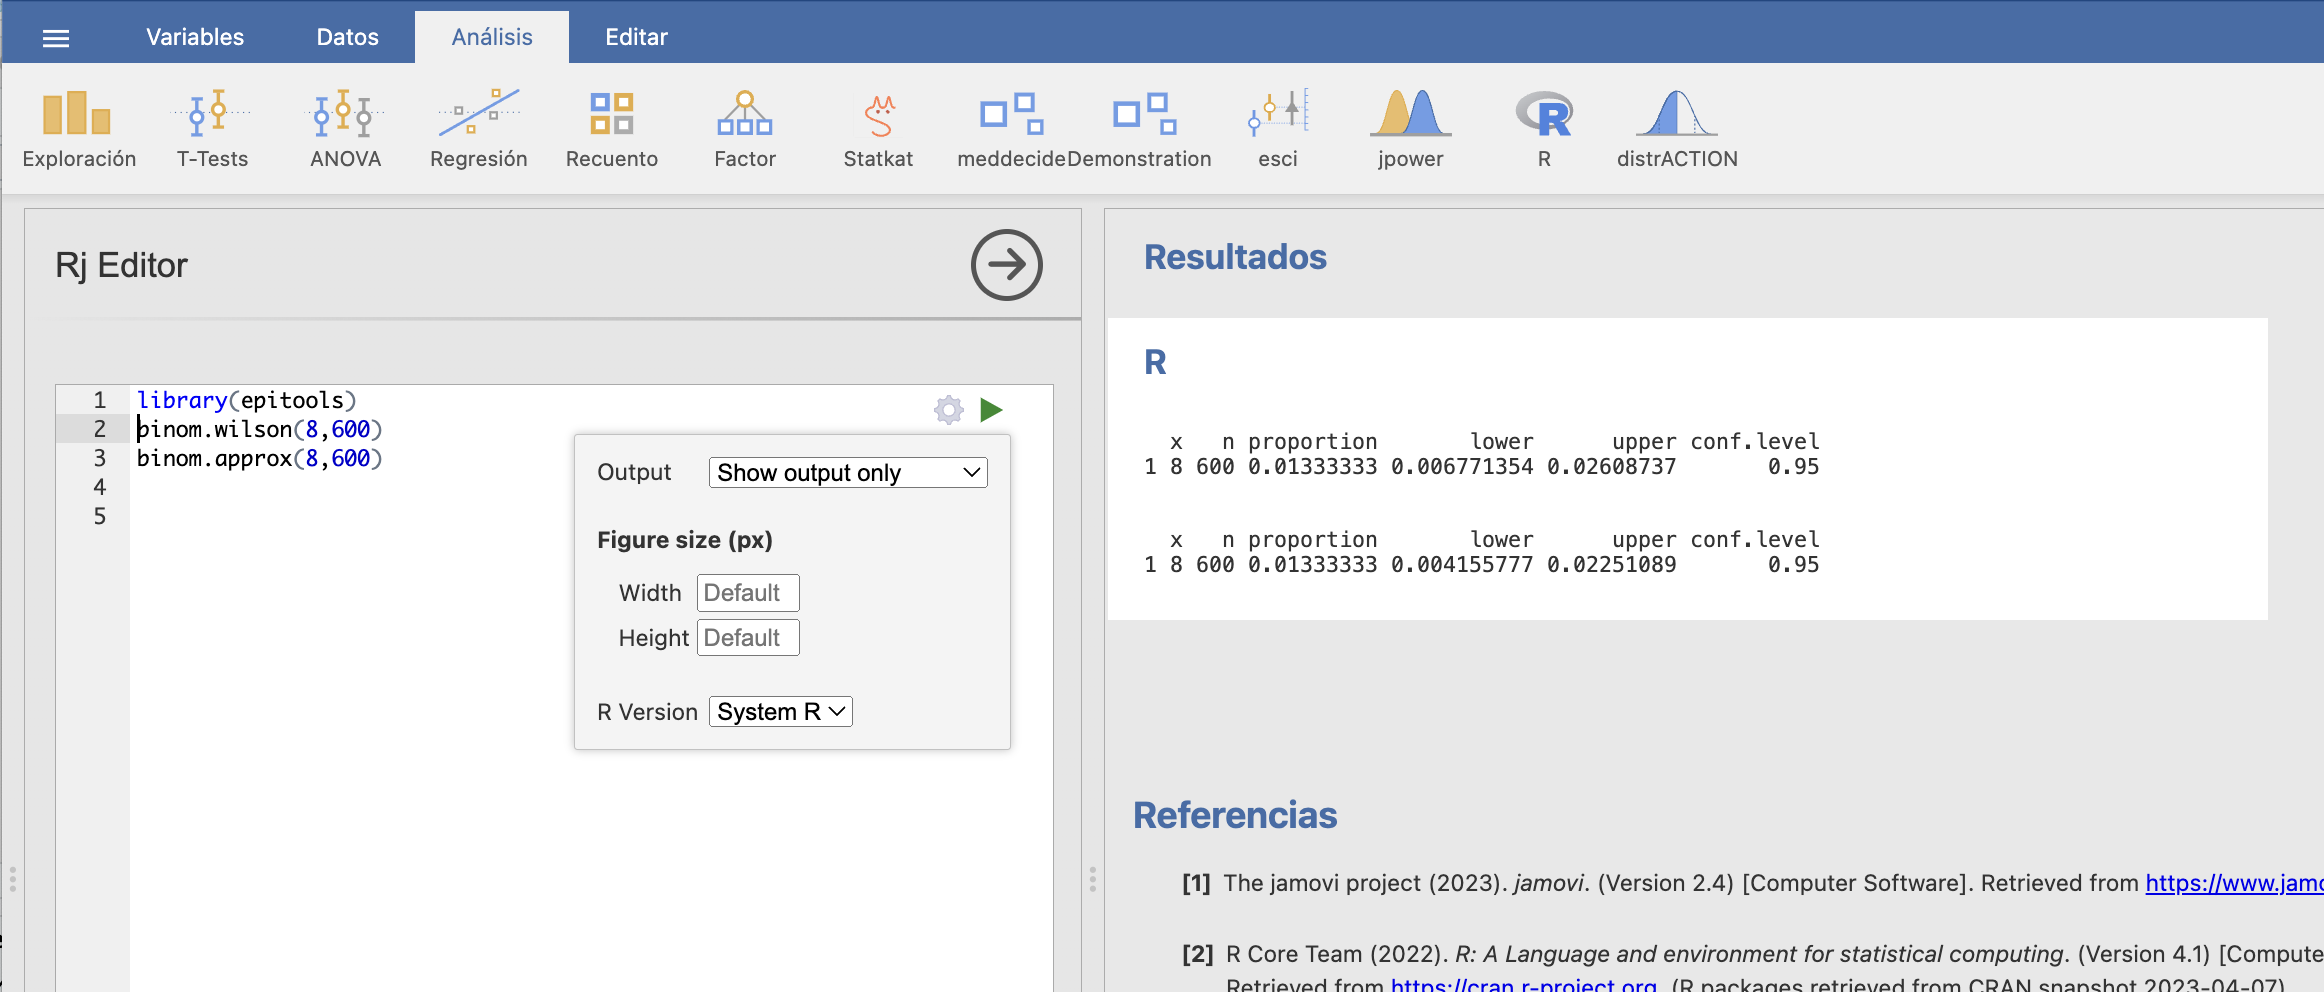 Variables Datos Análisis Editar
Exploración T-Tests ANOVA Regresión Recuento Factor Statkat meddecide Demonstration esci jpower R distrACTION
Rj Editor
1 library(epitools)
2 binom.wilson(8,600)
3 binom.approx(8,600)
4
5
Output Show output only
Figure size (px)
Width Default
Height Default
R Version System R
Resultados
R
x n proportion lower upper conf.level
1 8 600 0.01333333 0.006771354 0.02608737 0.95
x n proportion lower upper conf.level
1 8 600 0.01333333 0.004155777 0.02251089 0.95
Referencias
[1] The jamovi project (2023). jamovi. (Version 2.4) [Computer Software]. Retrieved from https://www.jamo
[2] R Core Team (2022). R: A Language and environment for statistical computing. (Version 4.1) [Compute
Retrieved from https://cran.r-project.org. (R packages retrieved from CRAN snapshot 2023-04-07).